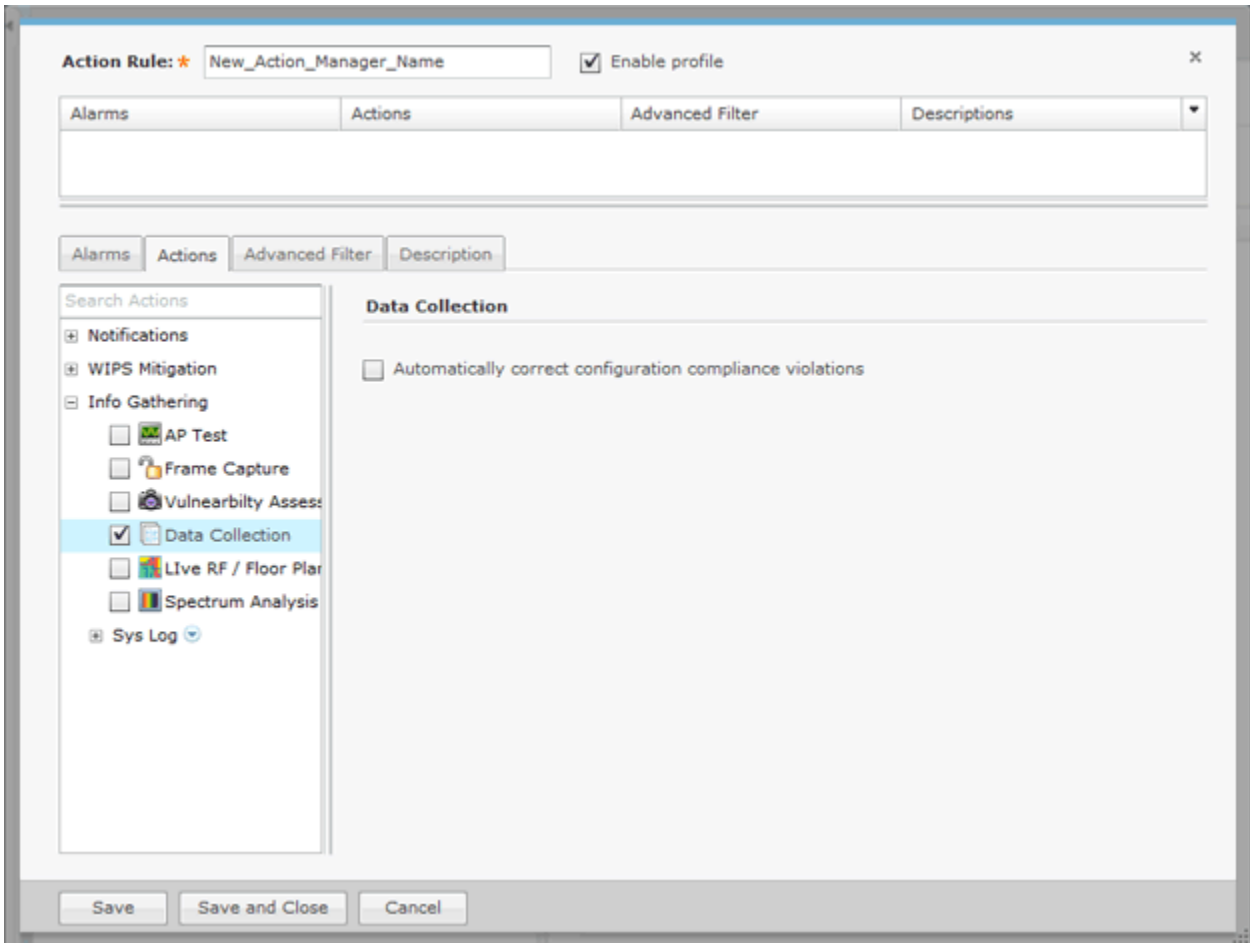 Action Rule: * New_Action_Manager_Name Enable profile
Alarms Actions Advanced Filter Descriptions
Alarms Actions Advanced Filter Description
Search Actions
Data Collection
Notifications
WIPS Mitigation
Automatically correct configuration compliance violations
Info Gathering
AP Test
Frame Capture
Vulnearbilty Assess
Data Collection
LIve RF / Floor Plan
Spectrum Analysis
Sys Log
Save Save and Close Cancel